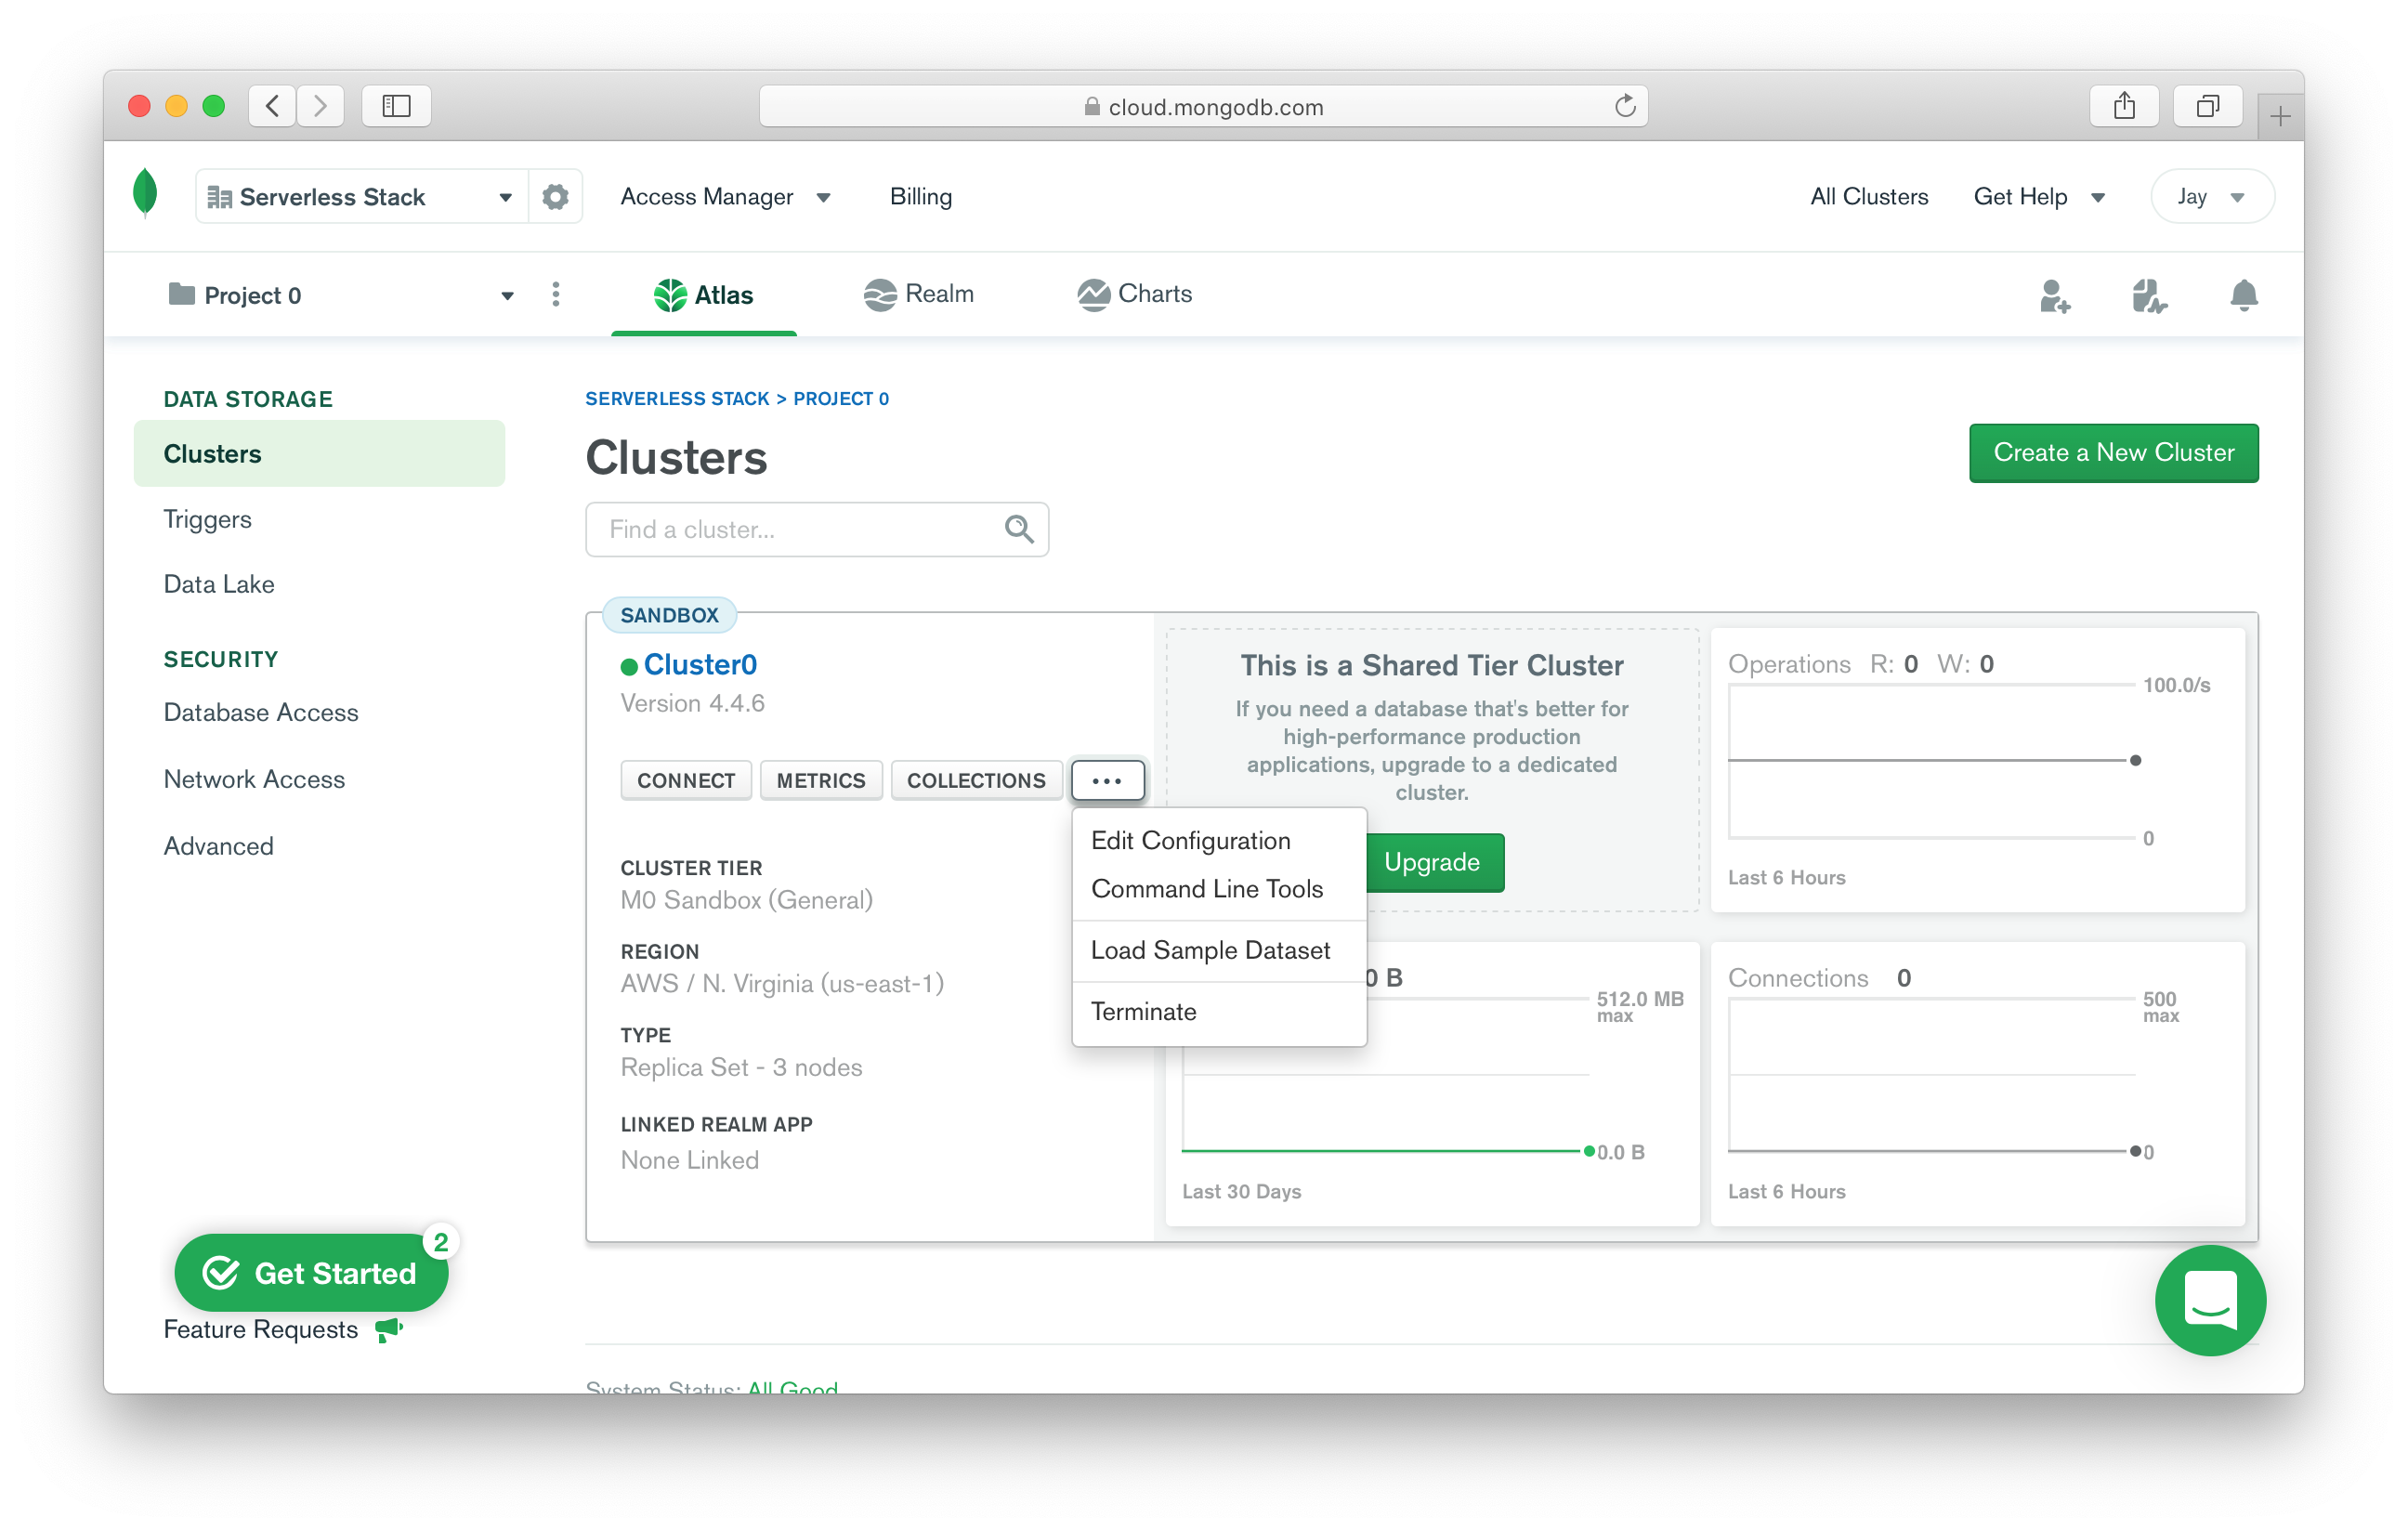 cloud.mongodb.com
Serverless Stack
Access Manager
Billing
All Clusters
Get Help
Jay
Project 0
Atlas
Realm
Charts
DATA STORAGE
Clusters
Triggers
Data Lake
SECURITY
Database Access
Network Access
Advanced
2
Get Started
Feature Requests
SERVERLESS STACK > PROJECT 0
Clusters
Create a New Cluster
Find a cluster...
SANDBOX
Cluster0
Version 4.4.6
CONNECT
METRICS
COLLECTIONS
...
Edit Configuration
Command Line Tools
Load Sample Dataset
Terminate
CLUSTER TIER
M0 Sandbox (General)
REGION
AWS / N. Virginia (us-east-1)
TYPE
Replica Set - 3 nodes
LINKED REALM APP
None Linked
This is a Shared Tier Cluster
If you need a database that's better for
high-performance production
applications, upgrade to a dedicated
cluster.
Upgrade
Operations R: 0 W: 0
100.0/s
0
Last 6 Hours
0 B
512.0 MB
max
0.0 B
Last 30 Days
Connections 0
500
max
0
Last 6 Hours
System Status: All Good